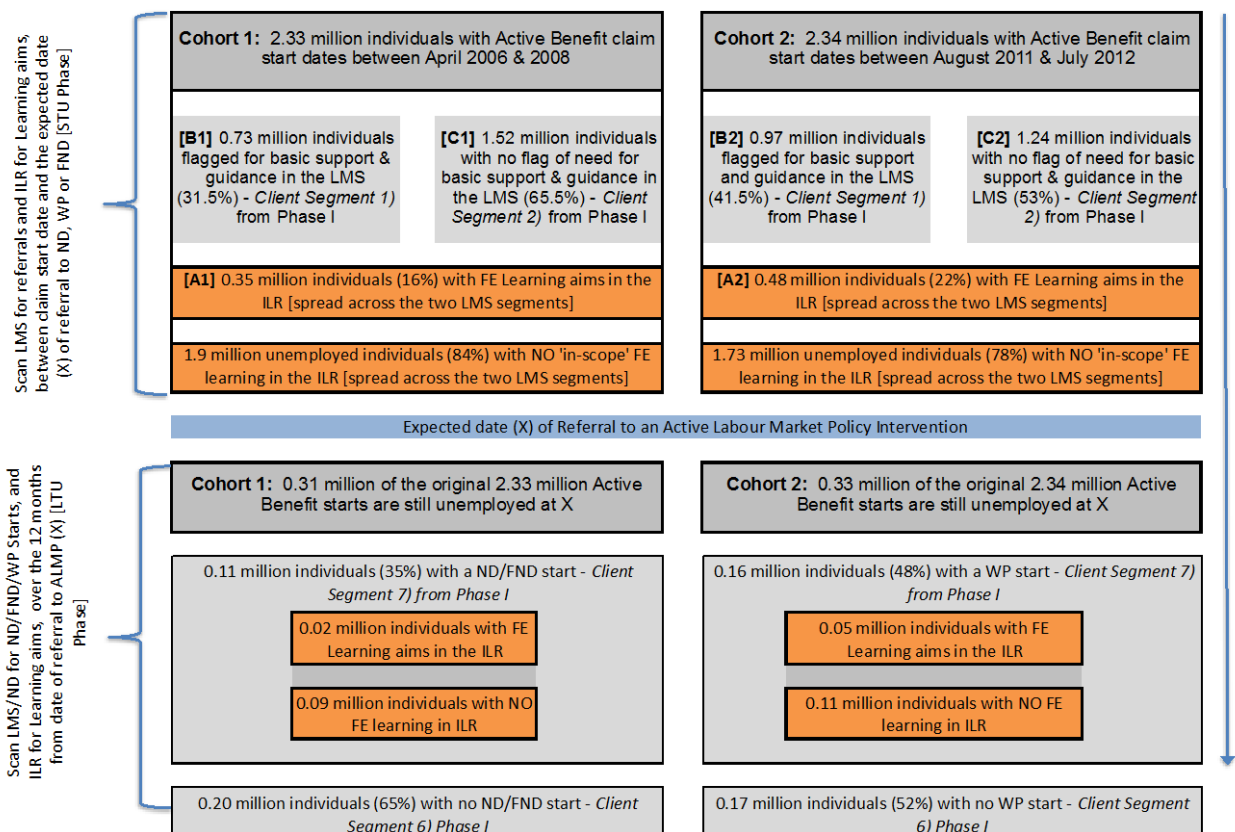 Scan LMS for referrals and ILR for Learning aims,
between claim start date and the expected date
(X) of referral to ND, WP or FND [STU Phase]
Cohort 1: 2.33 million individuals with Active Benefit claim
start dates between April 2006 & 2008
Cohort 2: 2.34 million individuals with Active Benefit claim
start dates between August 2011 & July 2012
[B1] 0.73 million individuals
flagged for basic support &
guidance in the LMS
(31.5%) - Client Segment 1)
from Phase I
[C1] 1.52 million individuals
with no flag of need for
basic support & guidance in
the LMS (65.5%) - Client
Segment 2) from Phase I
[B2] 0.97 million individuals
flagged for basic support
and guidance in the LMS
(41.5%) - Client Segment 1)
from Phase I
[C2] 1.24 million individuals
with no flag of need for basic
support & guidance in the
LMS (53%) - Client Segment
2) from Phase I
[A1] 0.35 million individuals (16%) with FE Learning aims in the
ILR [spread across the two LMS segments]
[A2] 0.48 million individuals (22%) with FE Learning aims in the
ILR [spread across the two LMS segments]
1.9 million unemployed individuals (84%) with NO 'in-scope' FE
learning in the ILR [spread across the two LMS segments]
1.73 million unemployed individuals (78%) with NO 'in-scope' FE
learning in the ILR [spread across the two LMS segments]
Expected date (X) of Referral to an Active Labour Market Policy Intervention
Scan LMS/ND for ND/FND/WP Starts, and
ILR for Learning aims, over the 12 months
from date of referral to ALMP (X) [LTU
Phase]
Cohort 1: 0.31 million of the original 2.33 million Active
Benefit starts are still unemployed at X
Cohort 2: 0.33 million of the original 2.34 million Active
Benefit starts are still unemployed at X
0.11 million individuals (35%) with a ND/FND start - Client
Segment 7) from Phase I
0.02 million individuals with FE
Learning aims in the ILR
0.09 million individuals with NO
FE learning in ILR
0.16 million individuals (48%) with a WP start - Client Segment 7)
from Phase I
0.05 million individuals with FE
Learning aims in the ILR
0.11 million individuals with NO FE
learning in ILR
0.20 million individuals (65%) with no ND/FND start - Client
Segment 6) Phase I
0.17 million individuals (52%) with no WP start - Client Segment
6) Phase I